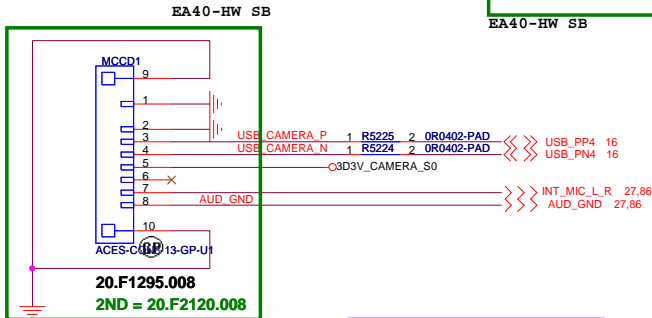 EA40-HW SB
EA40-HW SB
MCCD1
9
1
2
3 USB_CAMERA_P 1 R5225 2 0R0402-PAD USB_PP4 16
4 USB_CAMERA_N 1 R5224 2 0R0402-PAD USB_PN4 16
5 3D3V_CAMERA_S0
6
7 INT_MIC_L_R 27,86
8 AUD_GND AUD_GND 27,86
10
GP
20.F1295.008
2ND = 20.F2120.008